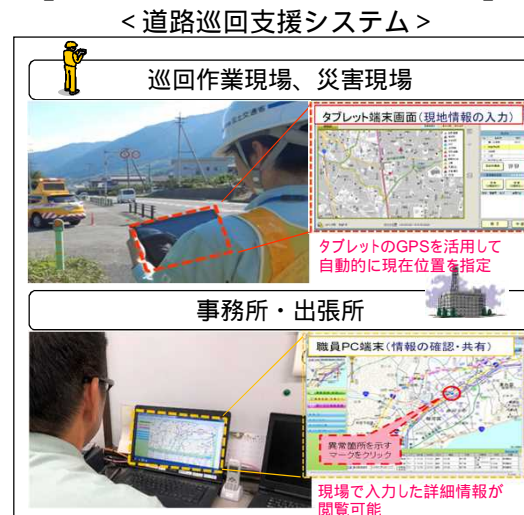 <道路巡回支援システム>
巡回作業現場、災害現場
タブレット端末画面(現地情報の入力)
タブレットのGPSを活用して
自動的に現在位置を指定
事務所・出張所
職員PC端末(情報の確認・共有)
異常箇所を示す
マークをクリック
現場で入力した詳細情報が
閲覧可能